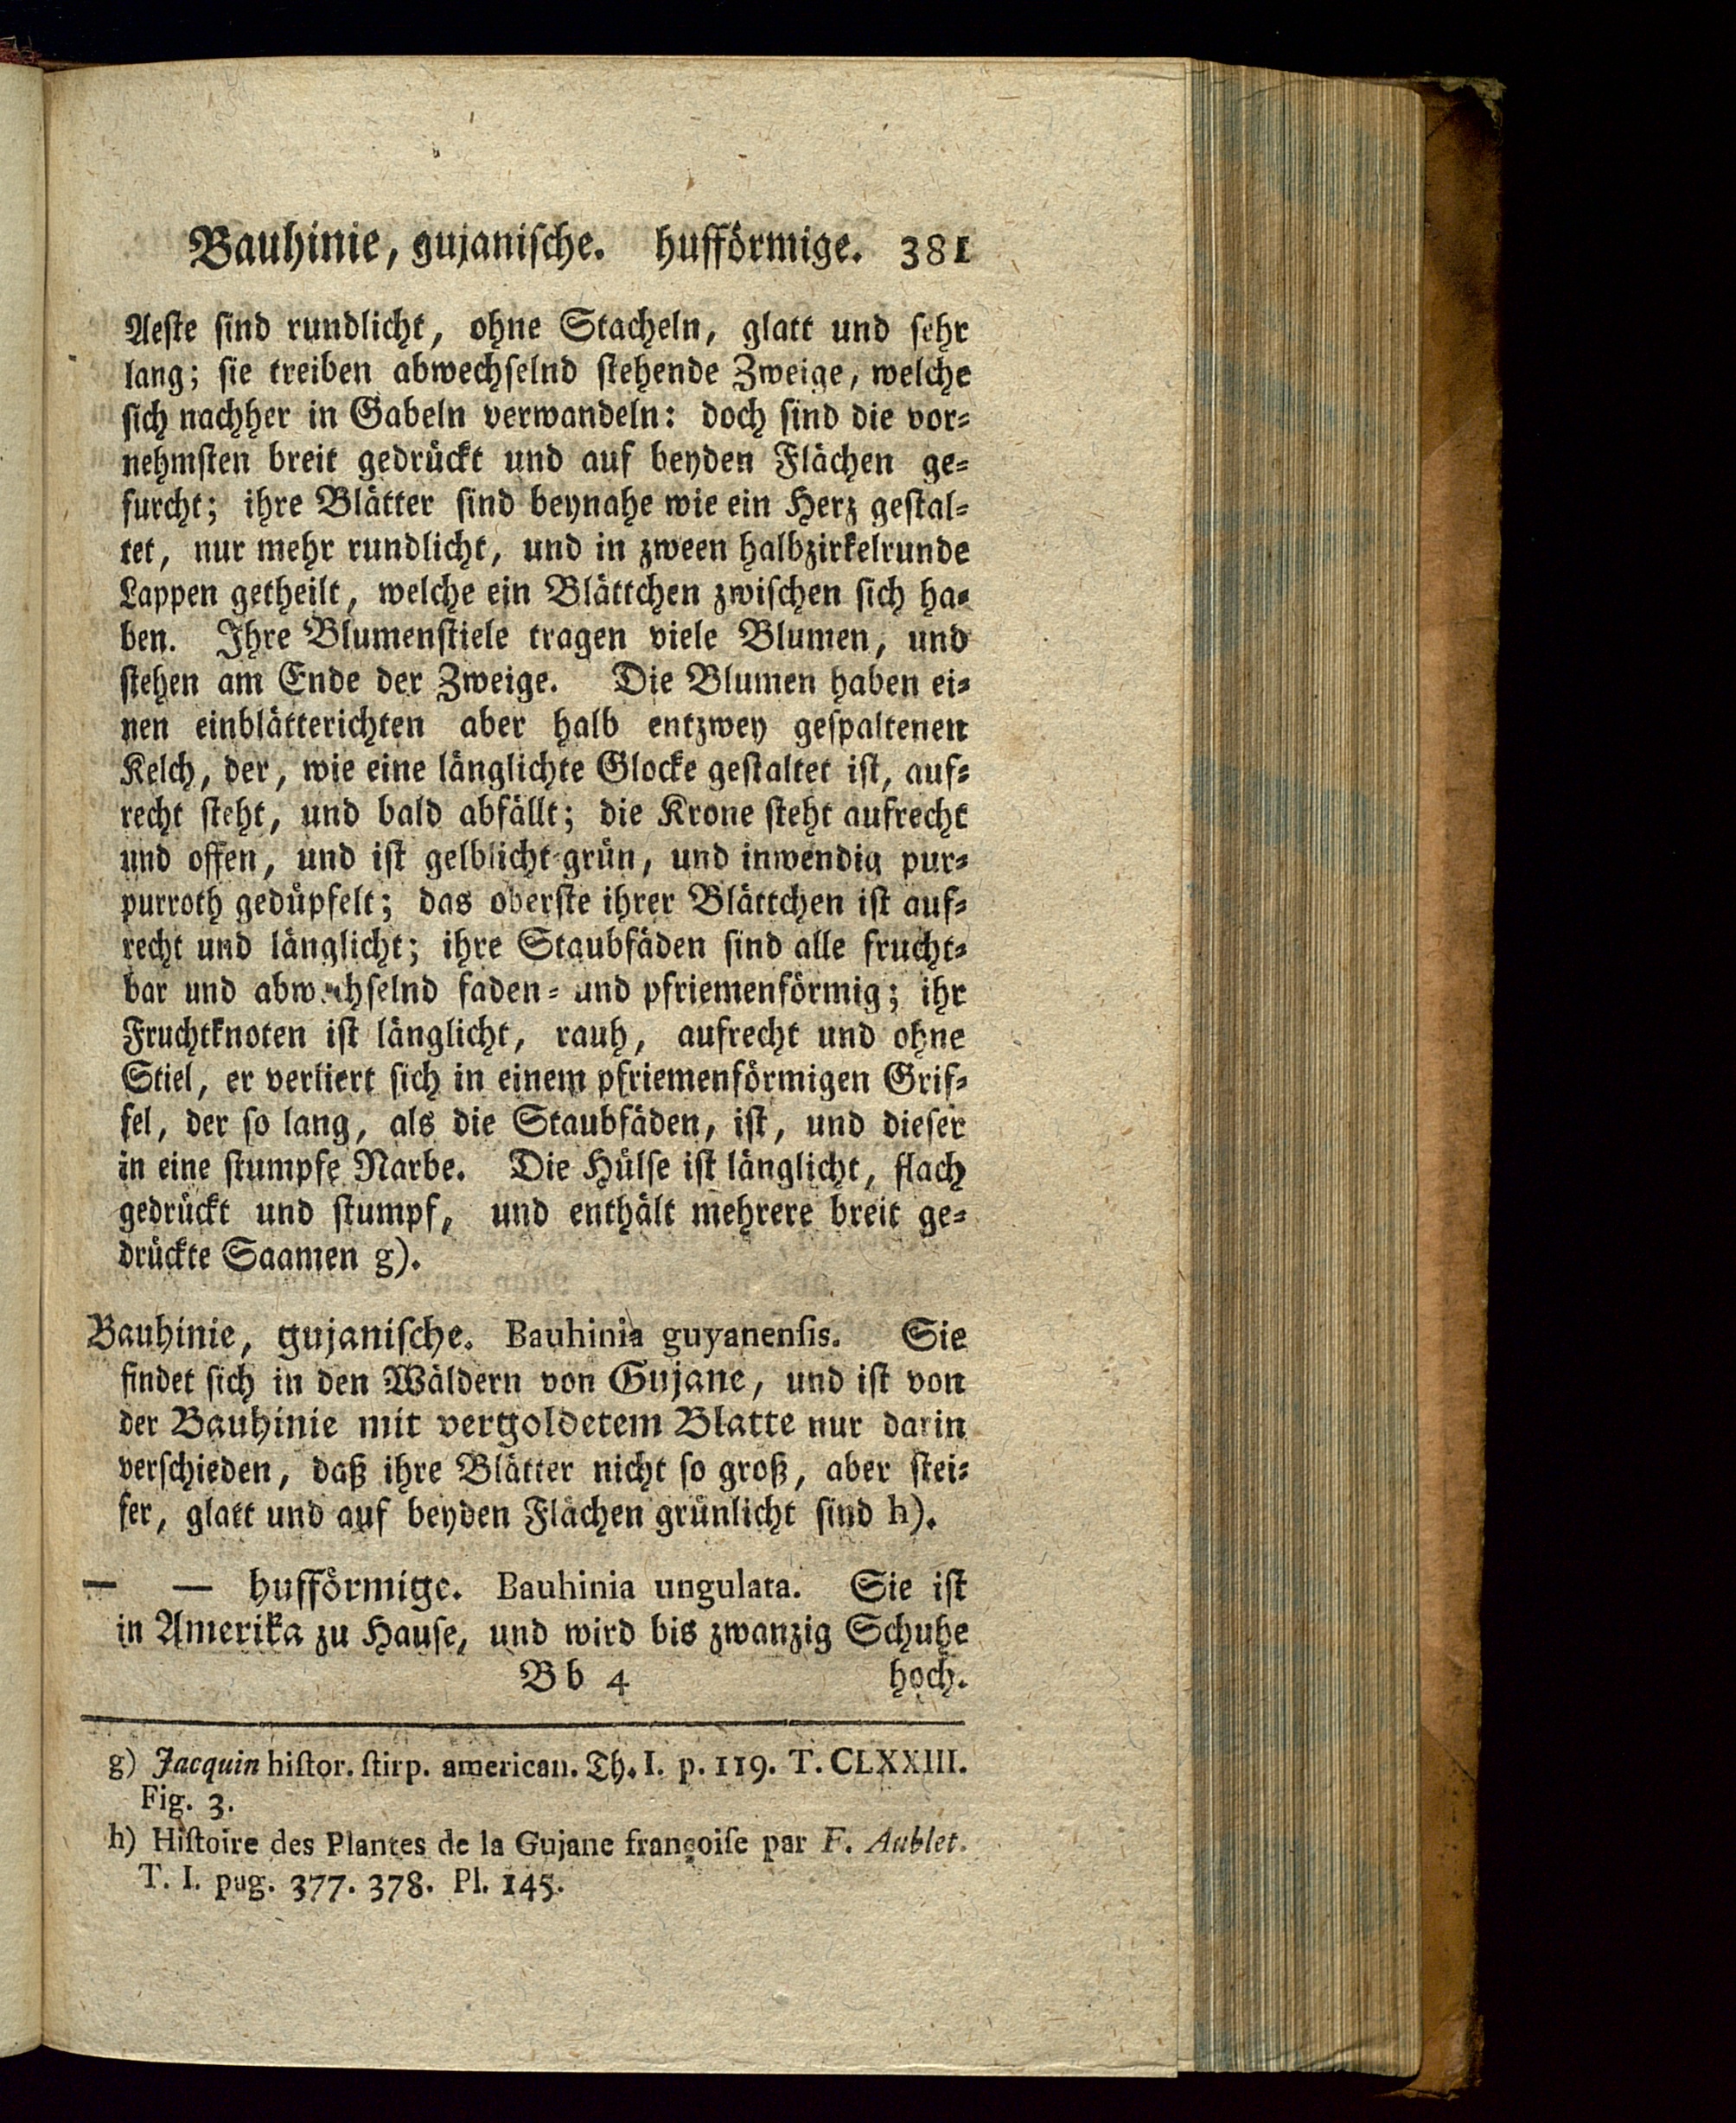 Bauhinie, gujanische. hufförmige. 381
Aeste sind rundlicht, ohne Stacheln, glatt und sehr
lang; sie treiben abwechselnd stehende Zweige, welche
sich nachher in Gabeln verwandeln: doch sind die vor-
nehmsten breit gedrückt und auf beyden Flächen ge-
furcht; ihre Blätter sind beynahe wie ein Herz gestal-
tet, nur mehr rundlicht, und in zween halbzirkelrunde
Lappen getheilt, welche ein Blättchen zwischen sich ha-
ben. Ihre Blumenstiele tragen viele Blumen, und
stehen am Ende der Zweige. Die Blumen haben ei-
nen einblätterichten aber halb entzwey gespaltenen
Kelch, der, wie eine länglichte Glocke gestaltet ist, auf-
recht steht, und bald abfällt; die Krone steht aufrecht
und offen, und ist gelblicht-grün, und inwendig pur-
purroth gedüpfelt; das oberste ihrer Blättchen ist auf-
recht und länglicht; ihre Staubfäden sind alle frucht-
bar und abwechselnd faden- und pfriemenförmig; ihr
Fruchtknoten ist länglicht, rauh, aufrecht und ohne
Stiel, er verliert sich in einem pfriemenförmigen Grif-
fel, der so lang, als die Staubfäden, ist, und dieser
in eine stumpfe Narbe. Die Hülse ist länglicht, flach
gedrückt und stumpf, und enthält mehrere breit ge-
drückte Saamen g).
Bauhinie, gujanische. Bauhinia guyanensis. Sie
findet sich in den Wäldern von Gujane, und ist von
der Bauhinie mit vergoldetem Blatte nur darin
verschieden, daß ihre Blätter nicht so groß, aber stei-
fer, glatt und auf beyden Flächen grünlicht sind h).
— — hufförmige. Bauhinia ungulata. Sie ist
in Amerika zu Hause, und wird bis zwanzig Schuhe
Bb 4 hoch.
g) Jacquin histor. stirp. american. Th. I. p. 119. T. CLXXIII.
Fig. 3.
h) Histoire des Plantes de la Gujane françoise par F. Aublet.
T. I. pag. 377. 378. Pl. 145.